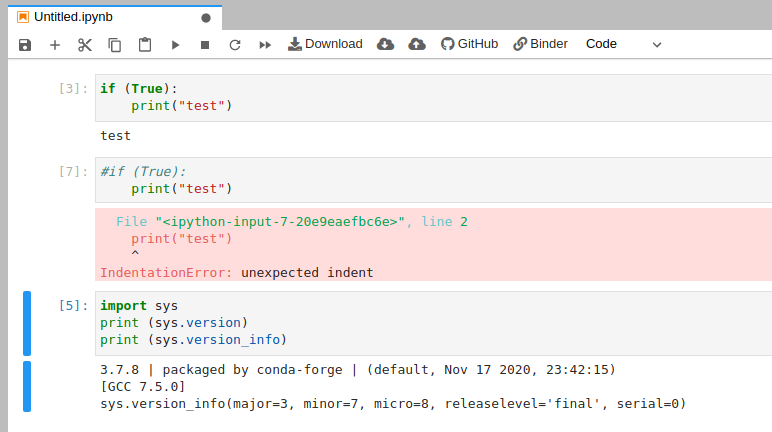 Untitled.ipynb
Download GitHub Binder Code
[3]: if (True):
    print("test")
test
[7]: #if (True):
    print("test")
  File "<ipython-input-7-20e9eaefbc6e>", line 2
    print("test")
    ^
IndentationError: unexpected indent
[5]: import sys
print (sys.version)
print (sys.version_info)
3.7.8 | packaged by conda-forge | (default, Nov 17 2020, 23:42:15)
[GCC 7.5.0]
sys.version_info(major=3, minor=7, micro=8, releaselevel='final', serial=0)